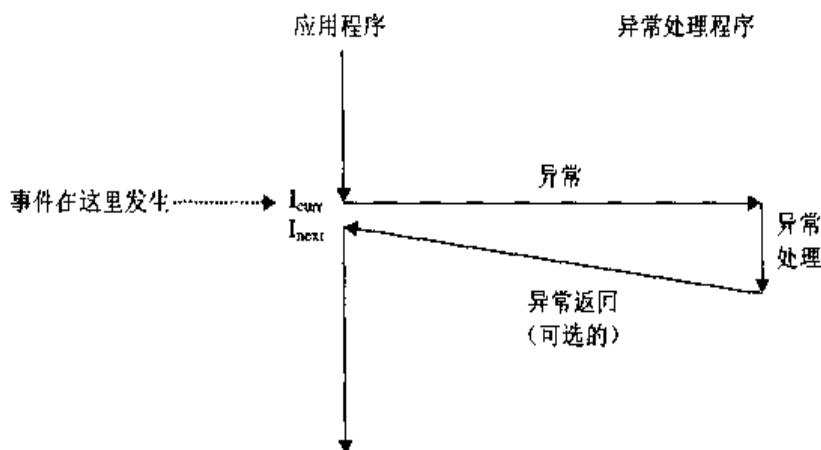 应用程序
异常处理程序
异常
事件在这里发生
I_curr
I_next
异常
处理
异常返回
(可选的)